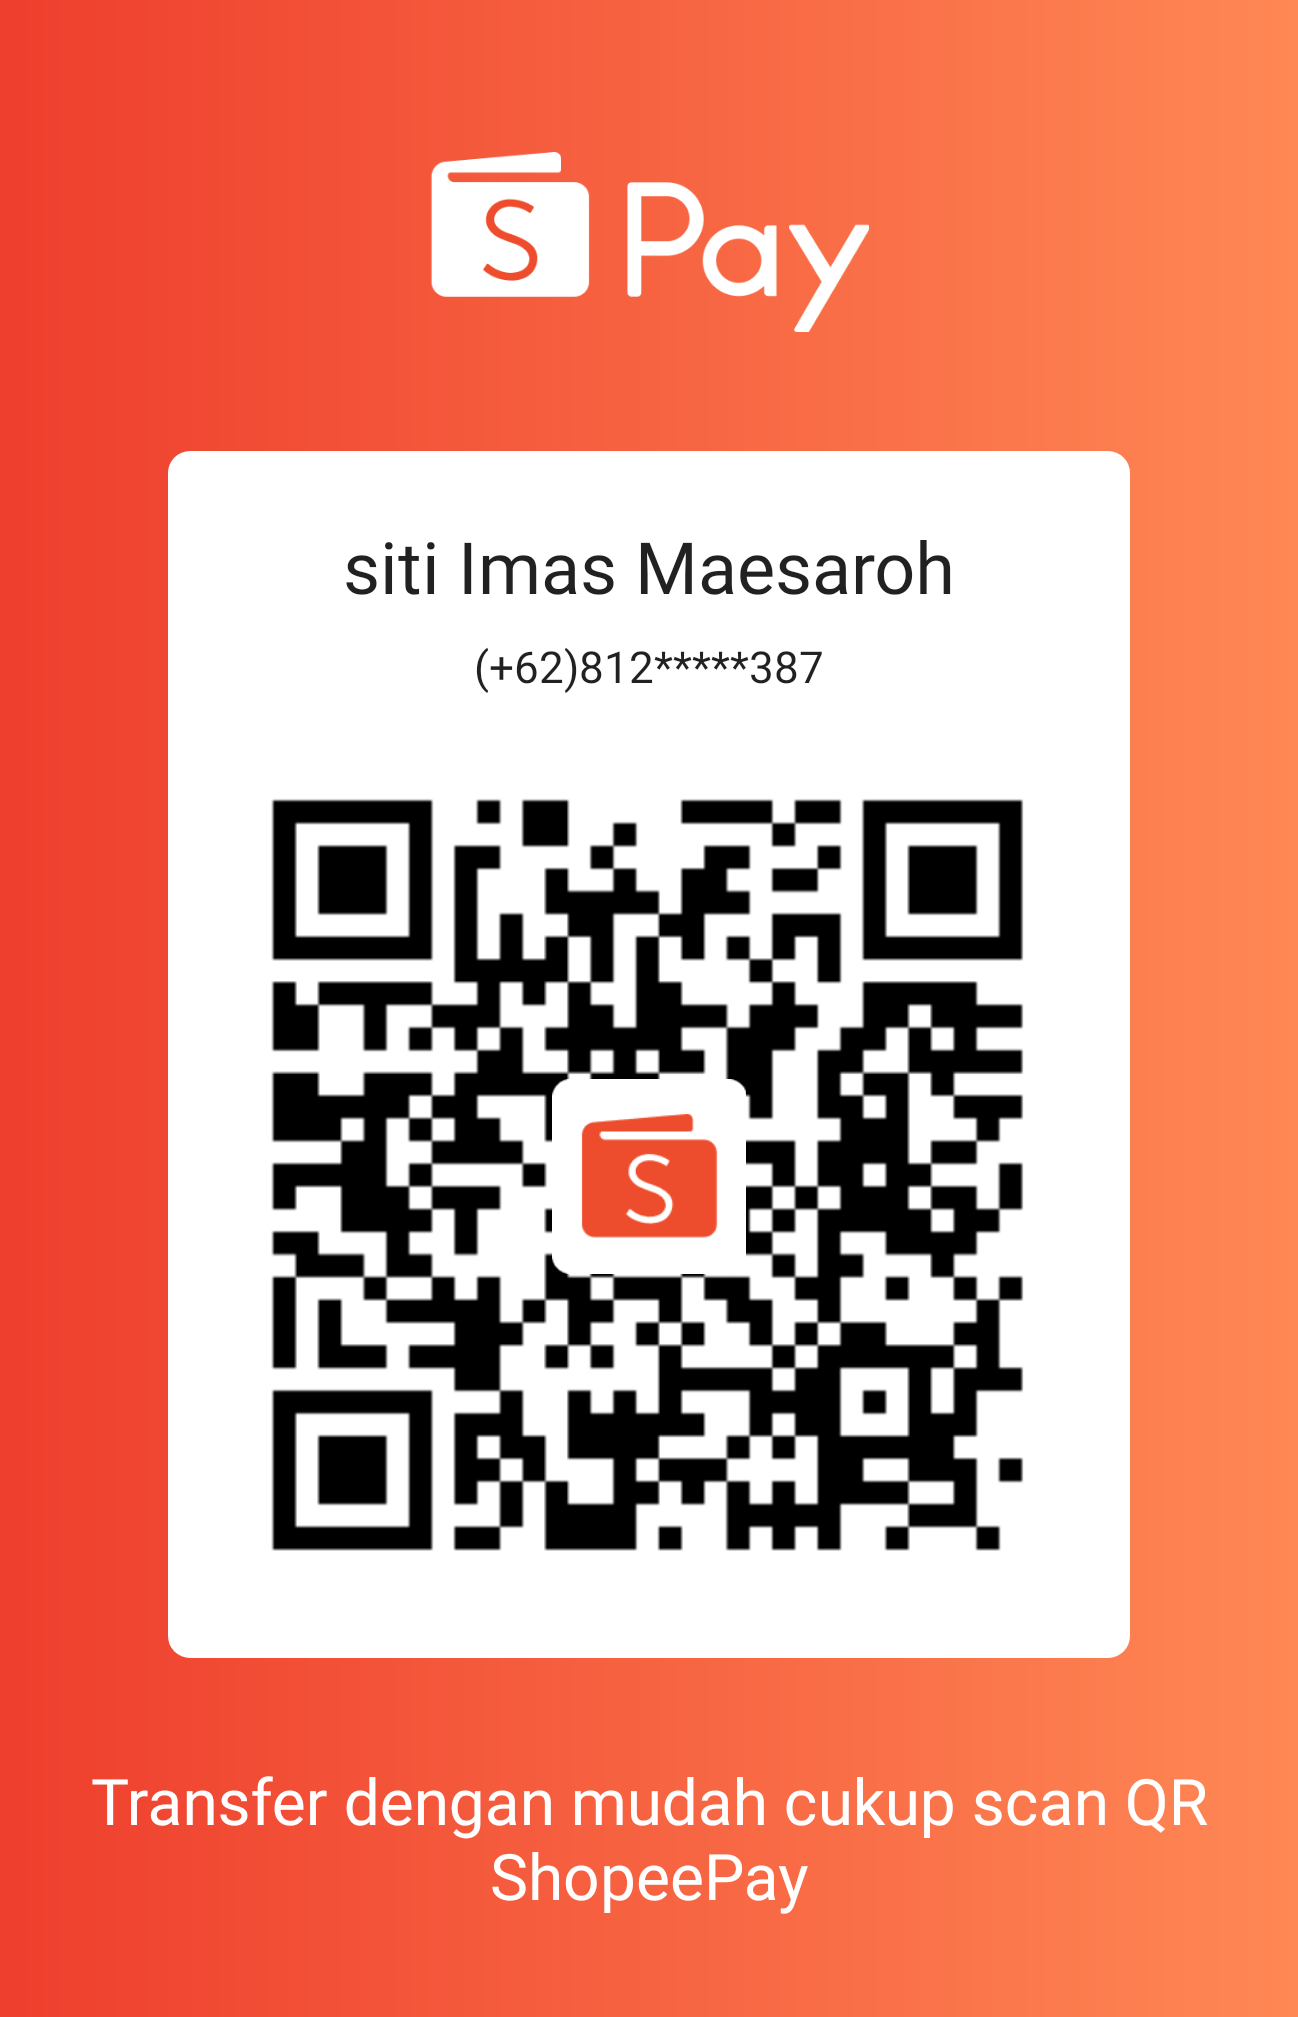 S Pay
siti Imas Maesaroh
(+62)812*****387
S
Transfer dengan mudah cukup scan QR
ShopeePay